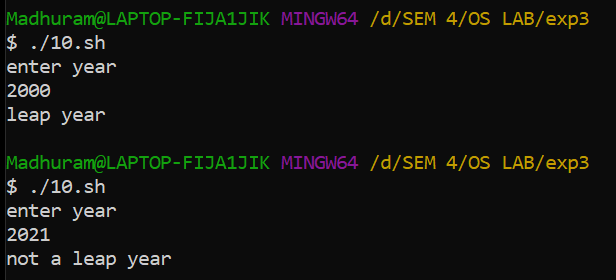 Madhuram@LAPTOP-FIJA1JIK MINGW64 /d/SEM 4/OS LAB/exp3
$ ./10.sh
enter year
2000
leap year
Madhuram@LAPTOP-FIJA1JIK MINGW64 /d/SEM 4/OS LAB/exp3
$ ./10.sh
enter year
2021
not a leap year